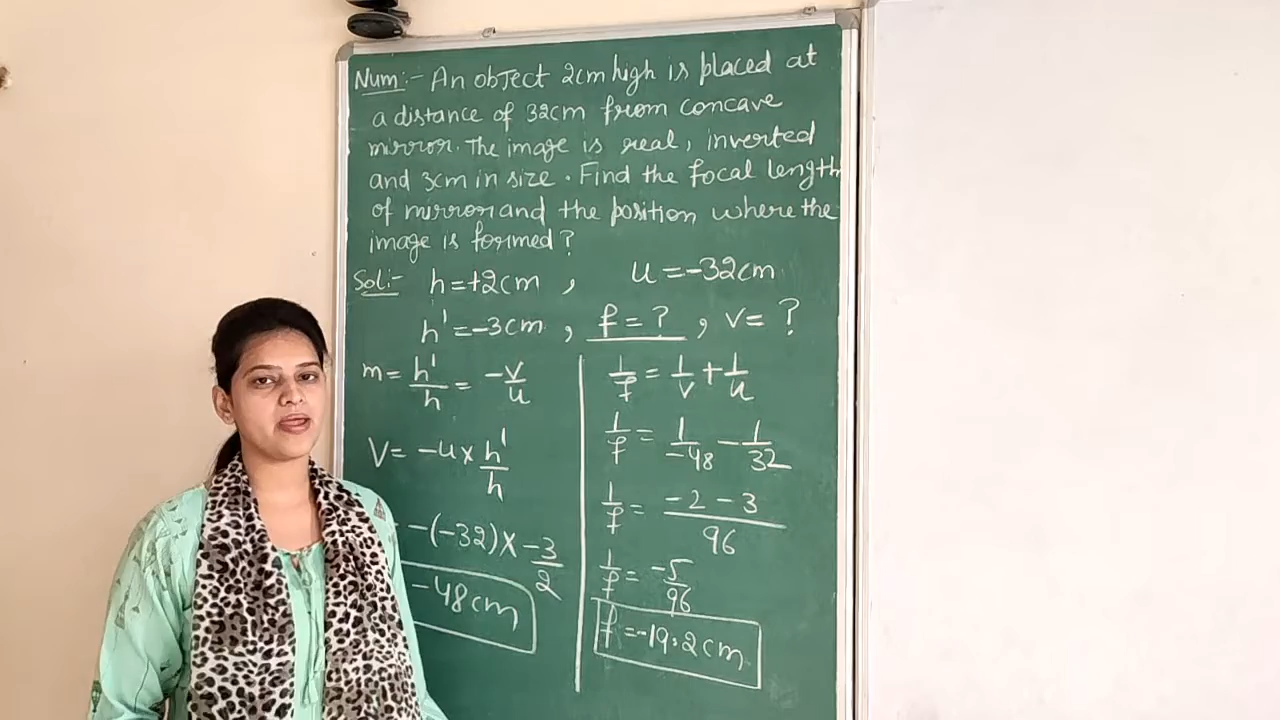 Num:- An object 2cm high is placed at
a distance of 32cm from concave
mirror. The image is real, inverted
and 3cm in size. Find the focal length
of mirror and the position where the
image is formed?
Sol:- h=+2cm , u=-32cm
h'=-3cm , f=? , v=?
m= h'/h = -v/u
V= -u x h'/h
-(-32)x -3/2
-48cm
1/f = 1/v + 1/u
1/f = 1/-48 - 1/32
1/f = -2-3/96
1/f = -5/96
f=-19.2cm